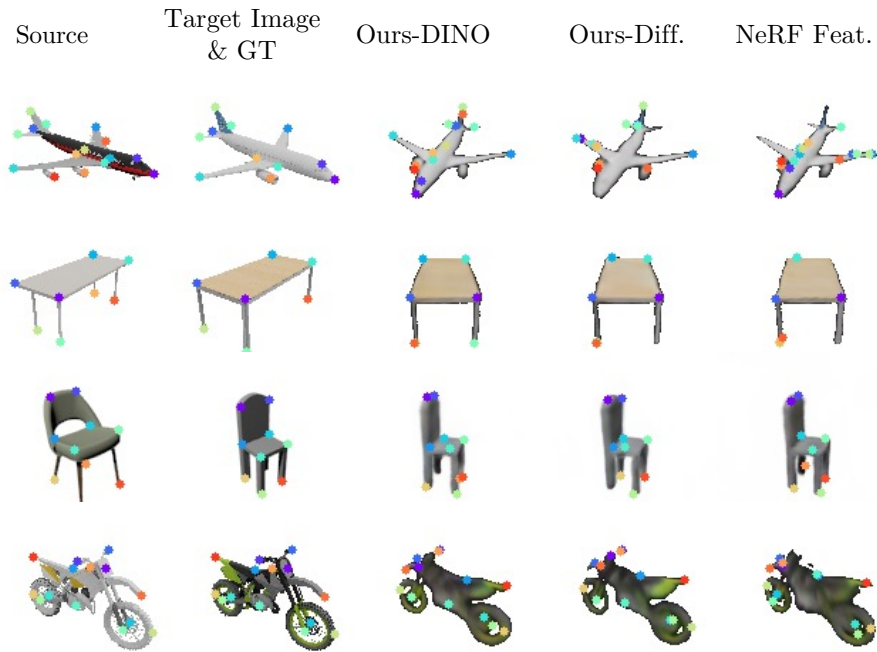 Source
Target Image
& GT
Ours-DINO
Ours-Diff.
NeRF Feat.